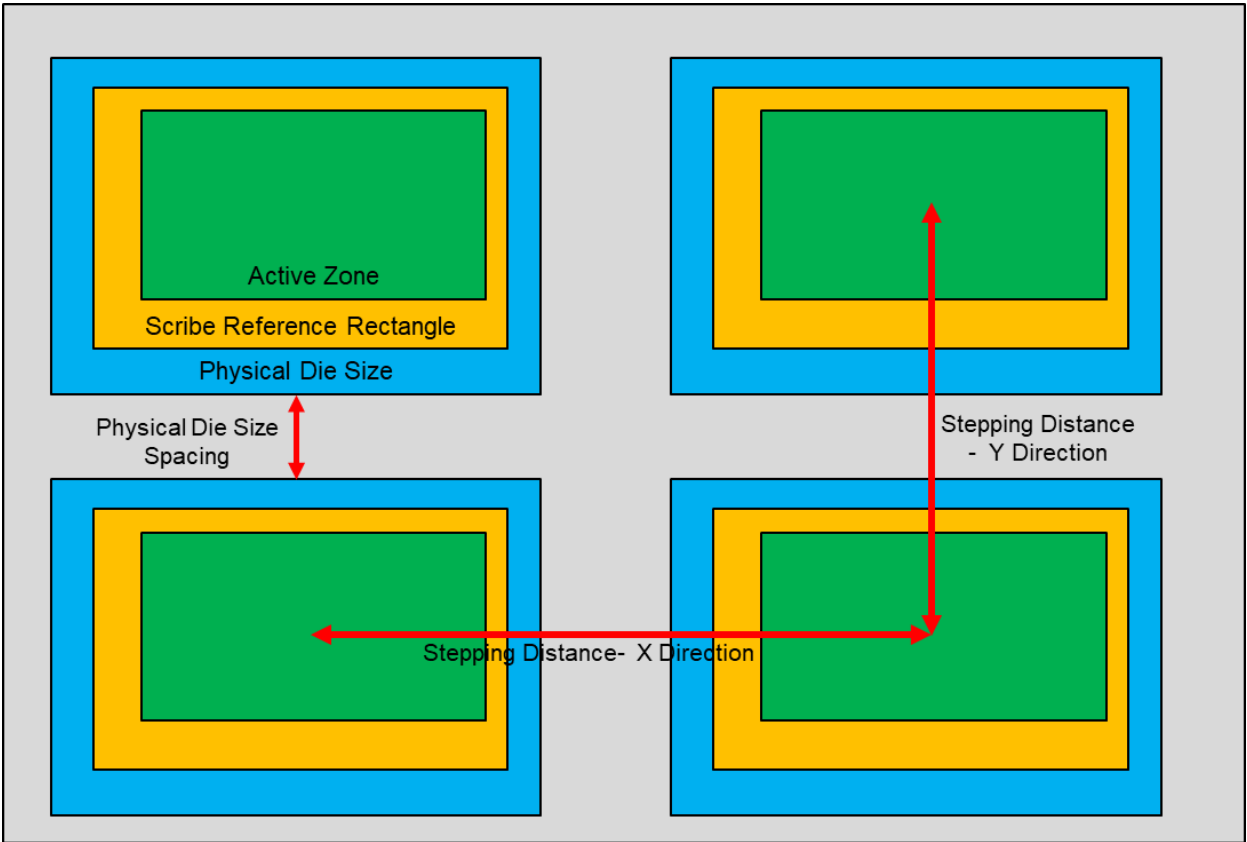 Active Zone
Scribe Reference Rectangle
Physical Die Size
Physical Die Size
Spacing
Stepping Distance
- Y Direction
Stepping Distance- X Direction